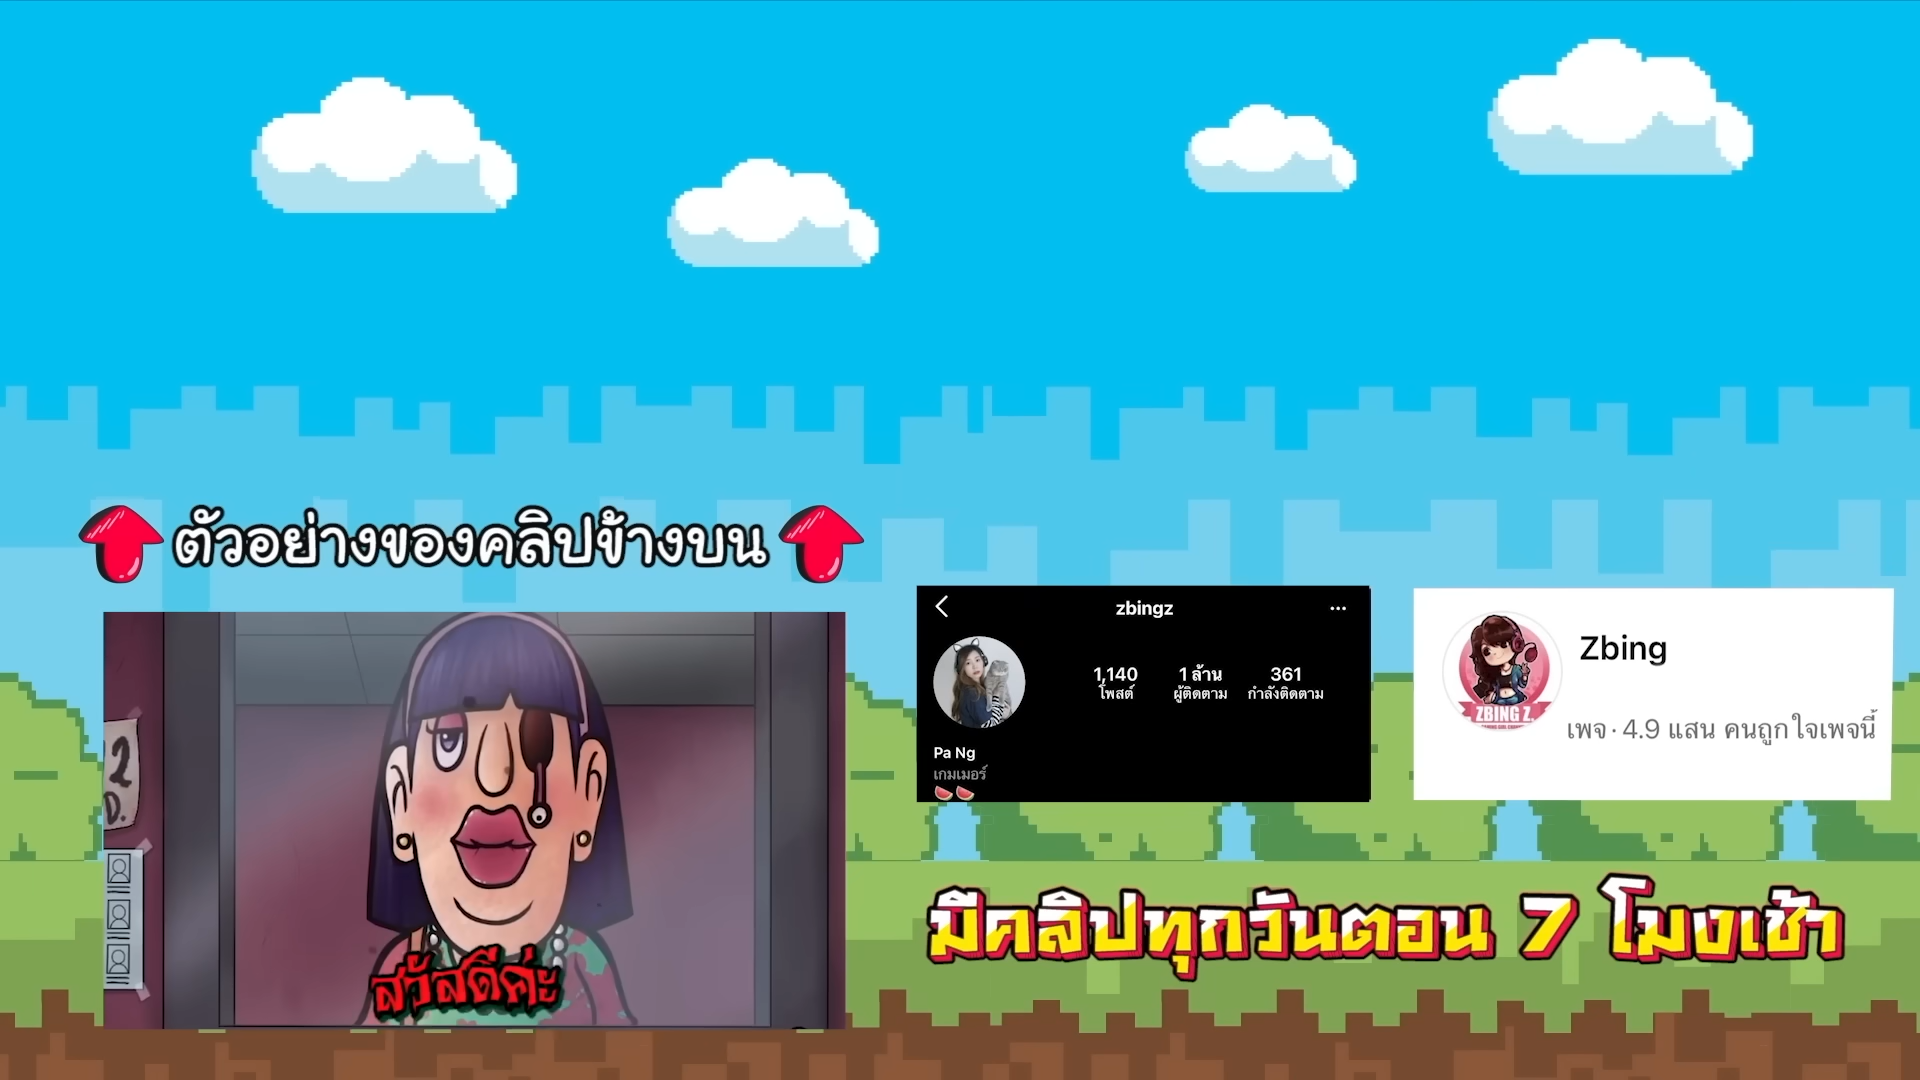 ตัวอย่างของคลิปข้างบน
2
D.
สวัสดีค่ะ
zbingz
1,140 1 ล้าน 361
โพสต์ ผู้ติดตาม กำลังติดตาม
Pa Ng
เกมเมอร์
Zbing
ZBING Z.
เพจ · 4.9 แสน คนถูกใจเพจนี้
มีคลิปทุกวันตอน 7 โมงเช้า